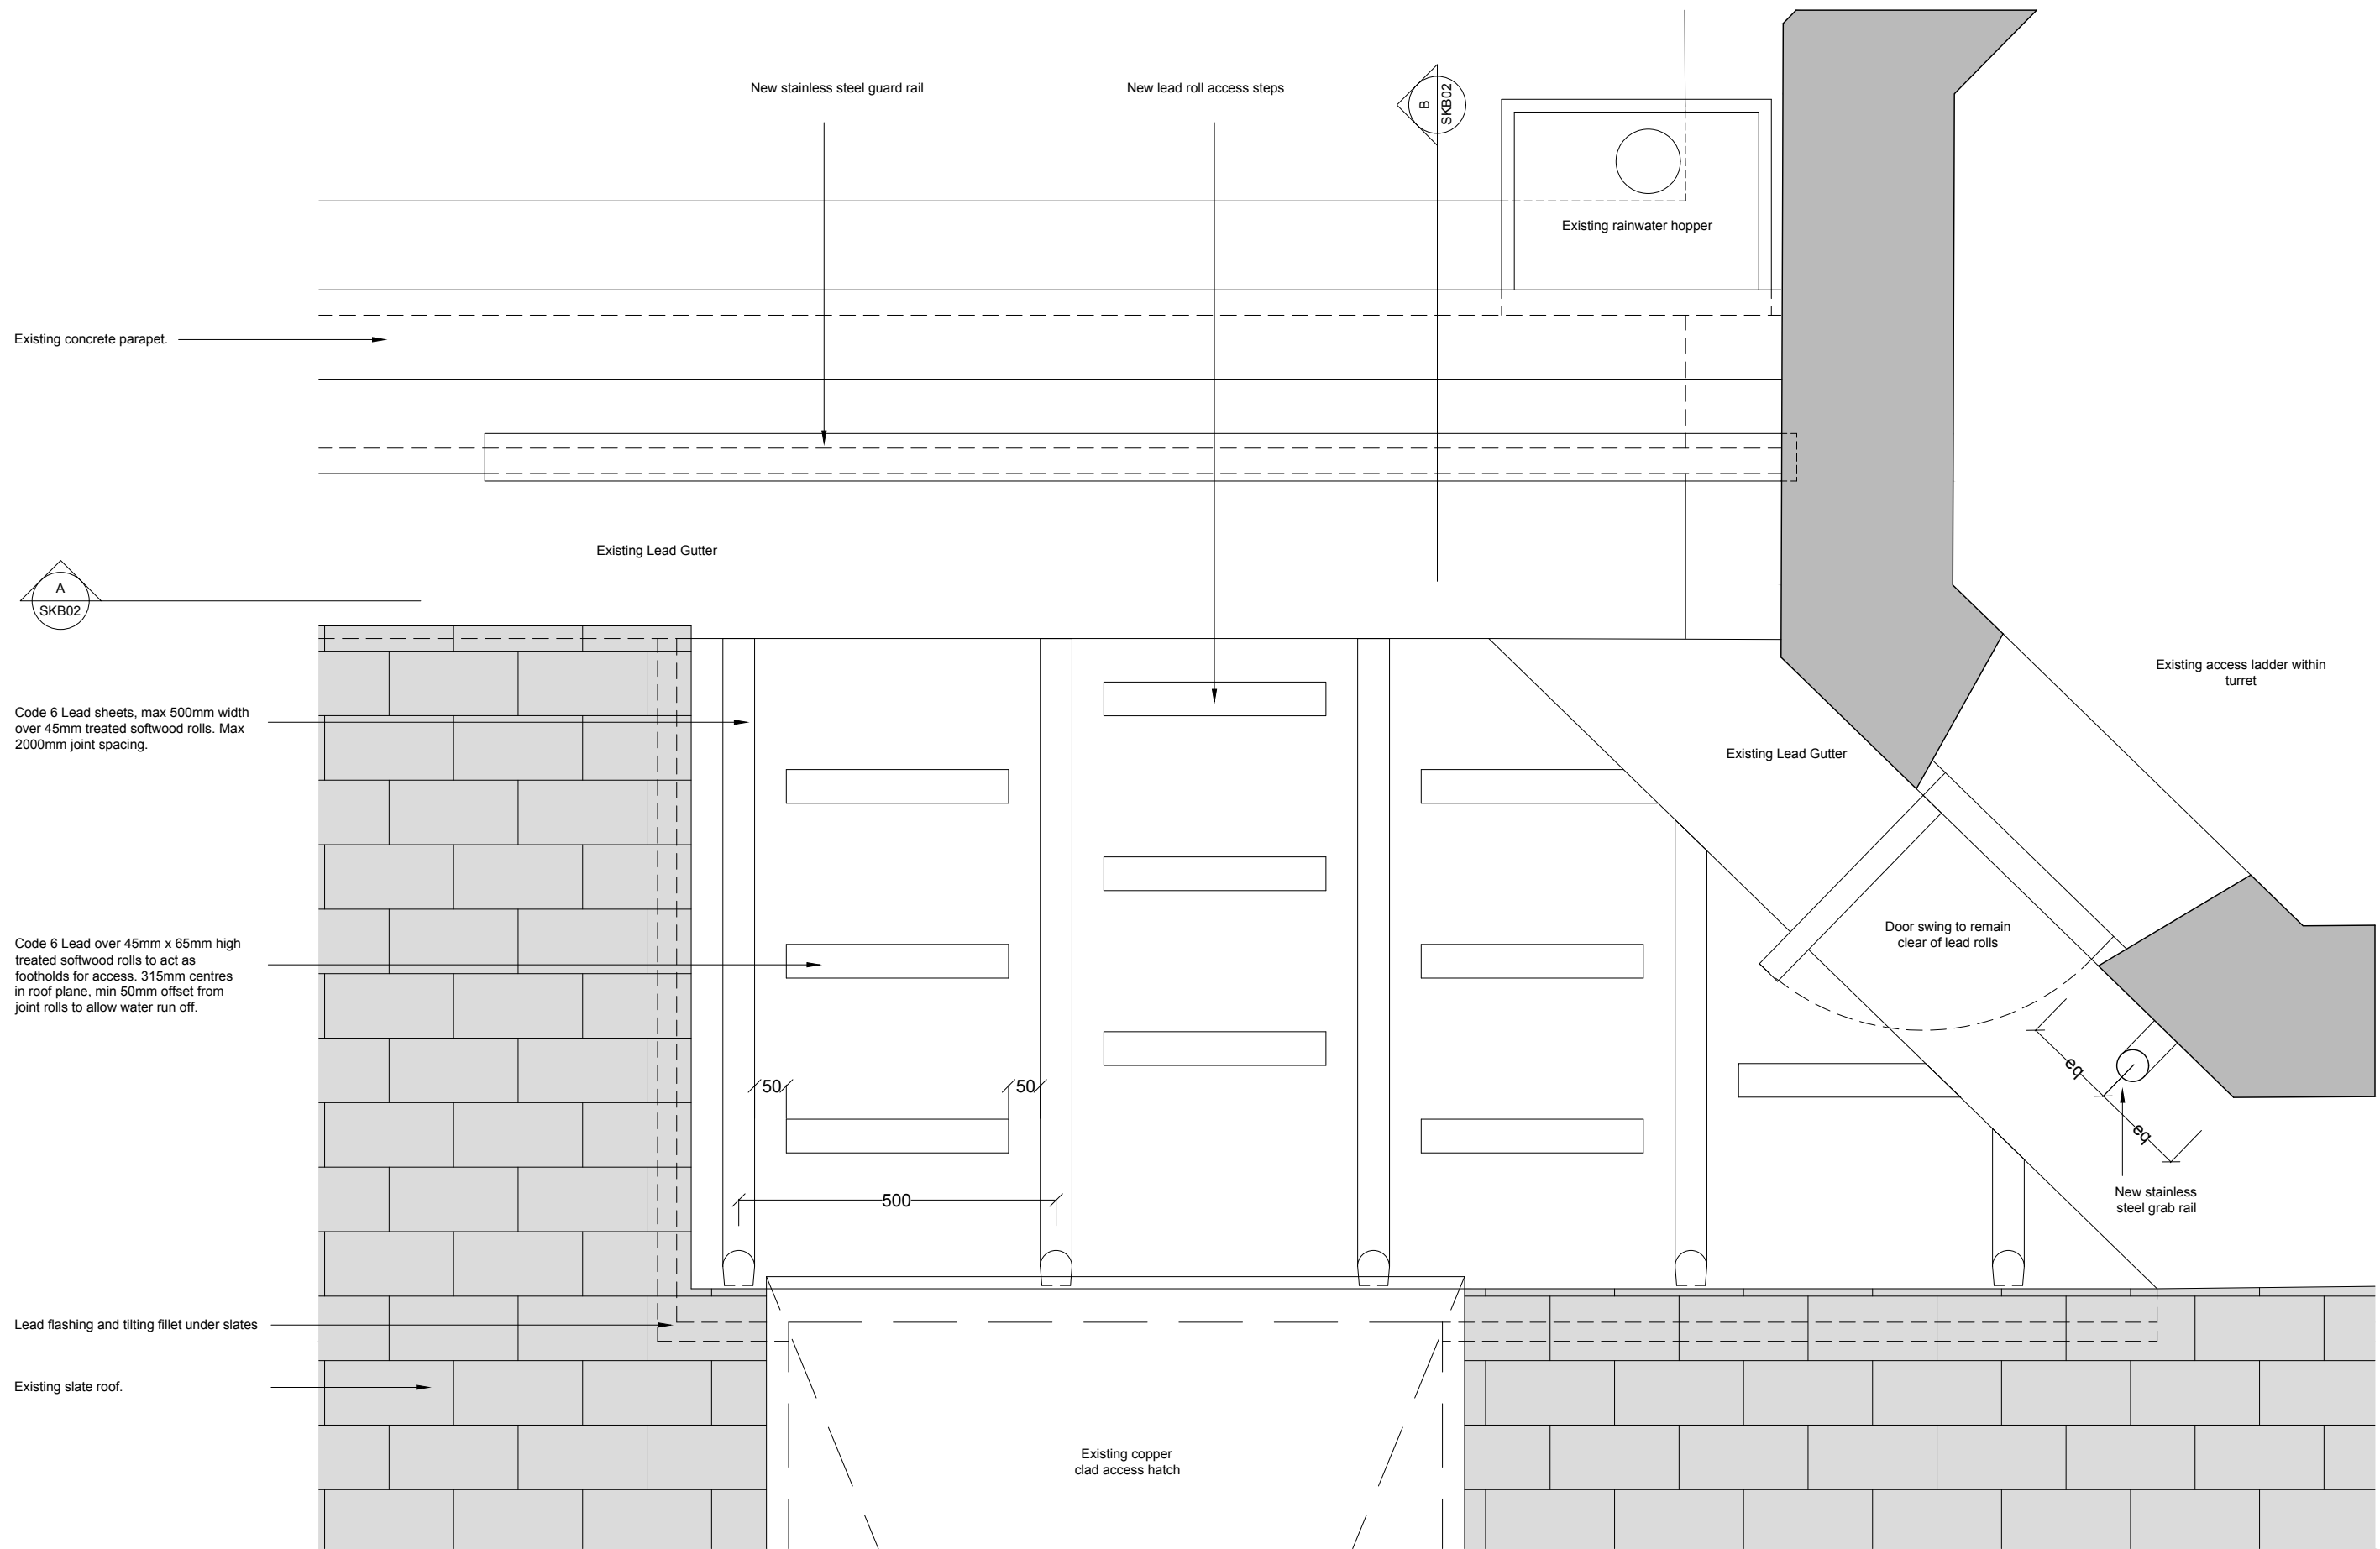 New stainless steel guard rail
New lead roll access steps
B
SKB02
Existing rainwater hopper
Existing concrete parapet.
Existing Lead Gutter
A
SKB02
Existing access ladder within
turret
Code 6 Lead sheets, max 500mm width
over 45mm treated softwood rolls. Max
2000mm joint spacing.
Existing Lead Gutter
Door swing to remain
clear of lead rolls
Code 6 Lead over 45mm x 65mm high
treated softwood rolls to act as
footholds for access. 315mm centres
in roof plane, min 50mm offset from
joint rolls to allow water run off.
50
50
eq
eq
500
New stainless
steel grab rail
Lead flashing and tilting fillet under slates
Existing slate roof.
Existing copper
clad access hatch